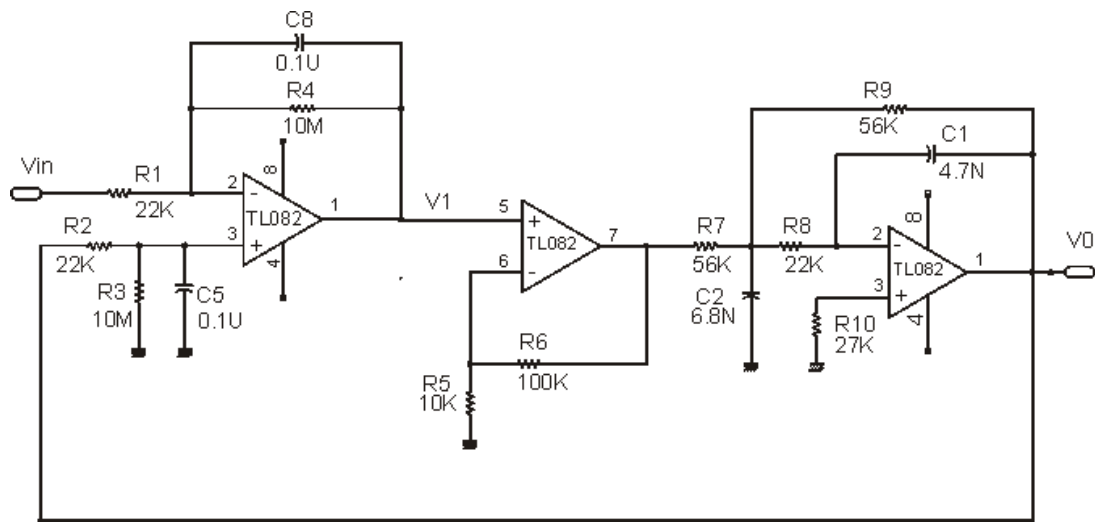 C8
0.1U
R4
10M
R9
56K
C1
4.7N
Vin
R1
22K
2
-
8
TL082
1
3
+
4
R2
22K
R3
10M
C5
0.1U
V1
5
+
TL082
7
6
-
R6
100K
R5
10K
R7
56K
R8
22K
C2
6.8N
2
-
8
TL082
1
3
+
4
R10
27K
V0